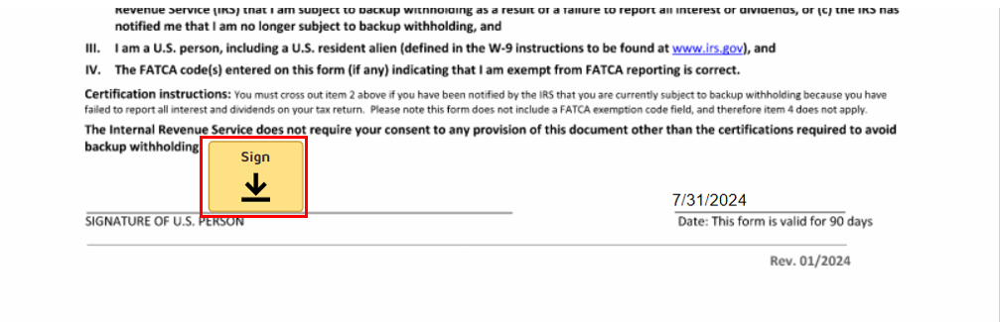 Revenue Service (IRS) that I am subject to backup withholding as a result of a failure to report all interest or dividends, or (c) the IRS has
notified me that I am no longer subject to backup withholding, and
III. I am a U.S. person, including a U.S. resident alien (defined in the W-9 instructions to be found at www.irs.gov), and
IV. The FATCA code(s) entered on this form (if any) indicating that I am exempt from FATCA reporting is correct.
Certification instructions: You must cross out item 2 above if you have been notified by the IRS that you are currently subject to backup withholding because you have
failed to report all interest and dividends on your tax return. Please note this form does not include a FATCA exemption code field, and therefore item 4 does not apply.
The Internal Revenue Service does not require your consent to any provision of this document other than the certifications required to avoid
backup withholding
Sign
7/31/2024
SIGNATURE OF U.S. PERSON
Date: This form is valid for 90 days
Rev. 01/2024